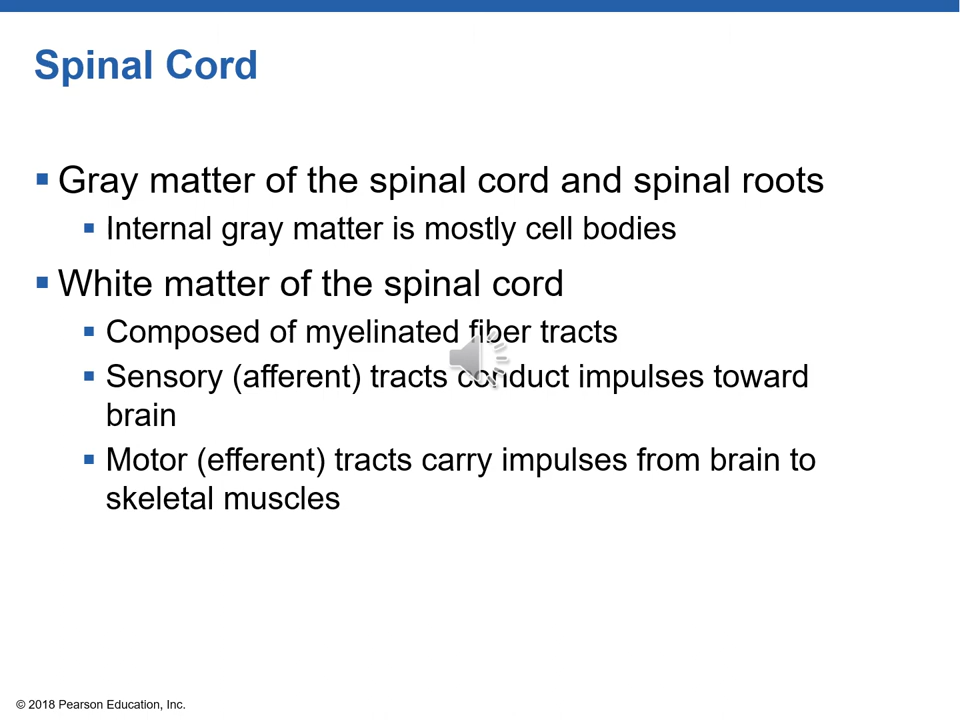 Spinal Cord
Gray matter of the spinal cord and spinal roots
Internal gray matter is mostly cell bodies
White matter of the spinal cord
Composed of myelinated fiber tracts
Sensory (afferent) tracts conduct impulses toward
brain
Motor (efferent) tracts carry impulses from brain to
skeletal muscles
© 2018 Pearson Education, Inc.